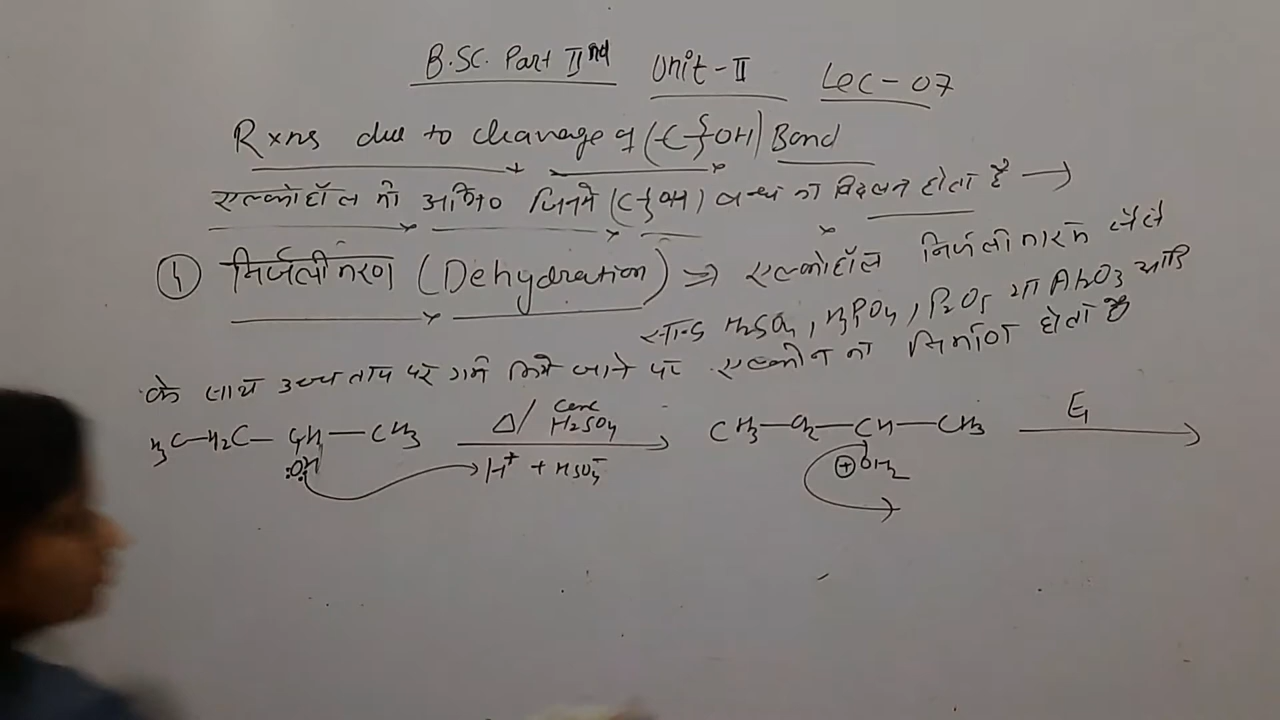 B.SC. Part IInd Unit-II Lec-07
Rxns due to cleavage of (-C}OH) Bond
एल्कोहॉल की अभि० जिनमें (C}OH) बन्ध का विदलन होता है →
① निर्जलीकरण (Dehydration) ⇒ एल्कोहॉल निर्जलीकारक जैसे
सान्द्र H2SO4, H3PO4, P2O5 या Al2O3 आदि
के साथ उच्च ताप पर गर्म किये जाने पर एल्कीन का निर्माण होता है
H3C-H2C-CH-CH3 Δ/ Conc H2SO4 → CH3-CH2-CH-CH3 E1 →
:OH H+ + HSO4- ⊕OH2